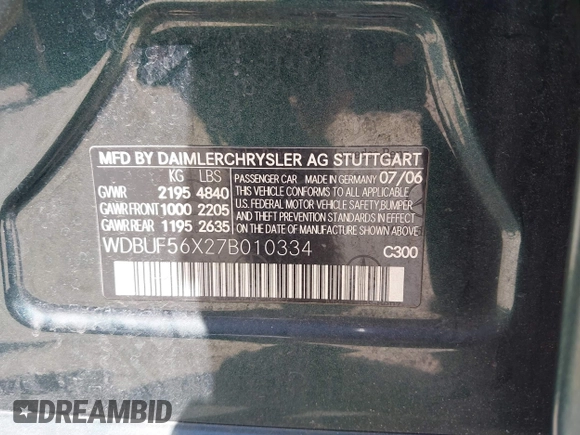 MFD BY DAIMLERCHRYSLER AG STUTTGART
KG LBS
GVWR 2195 4840
GAWR FRONT 1000 2205
GAWR REAR 1195 2635
PASSENGER CAR MADE IN GERMANY 07/06
THIS VEHICLE CONFORMS TO ALL APPLICABLE
U.S. FEDERAL MOTOR VEHICLE SAFETY, BUMPER
AND THEFT PREVENTION STANDARDS IN EFFECT
ON THE DATE OF MANUFACTURE SHOWN ABOVE.
WDBUF56X27B010334
C300
DREAMBID